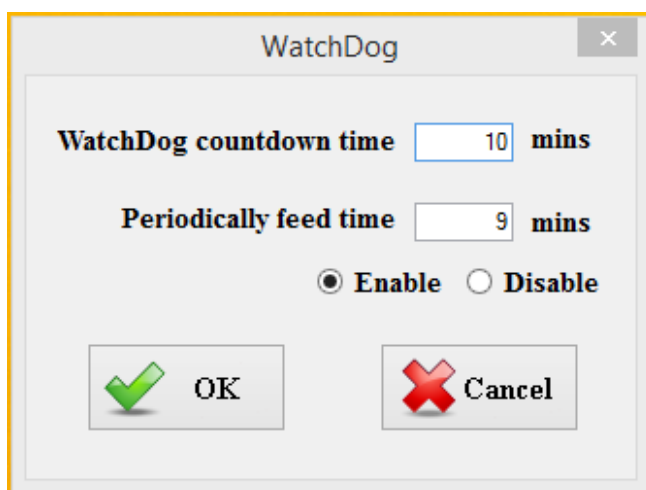 WatchDog
WatchDog countdown time 10 mins
Periodically feed time 9 mins
Enable Disable
OK Cancel